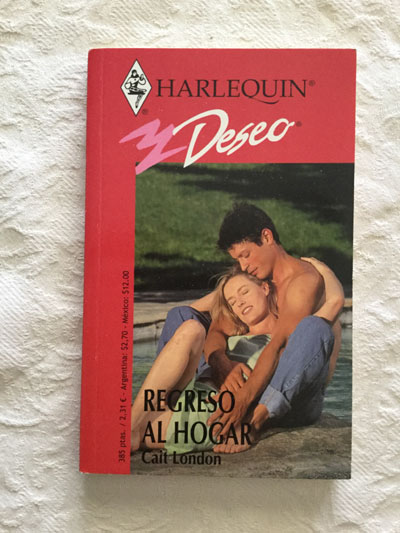 HARLEQUIN®
®
Deseo®
REGRESO
AL HOGAR
Cait London
385 ptas. / 2,31 € - Argentina: $2,70 - México: $12,00